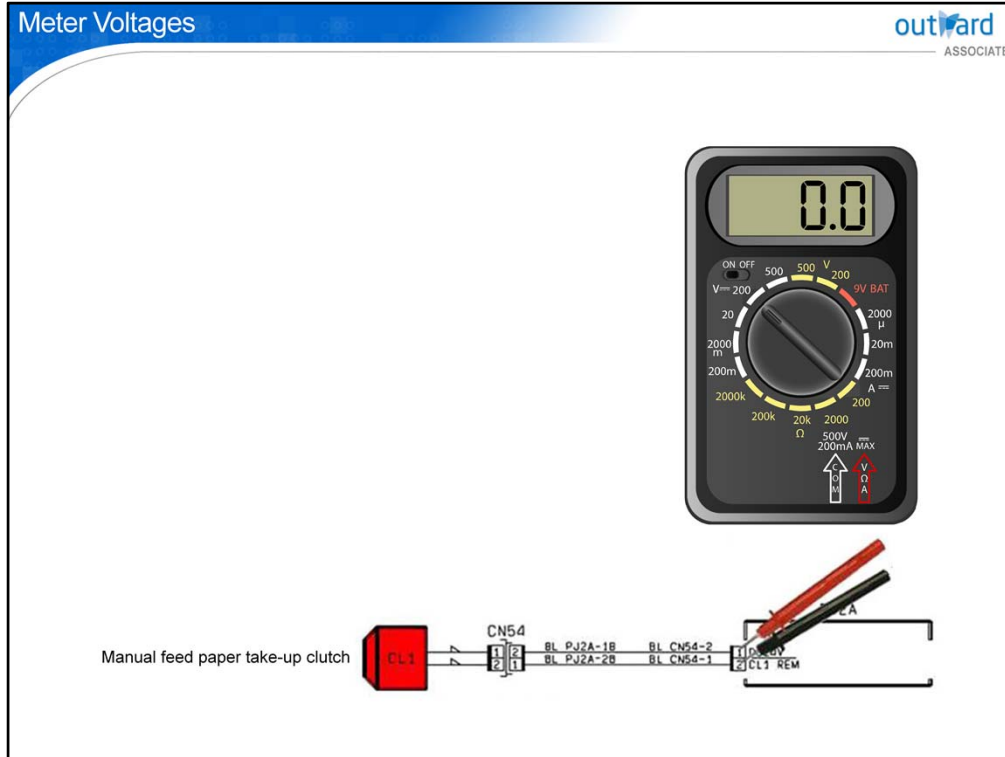 Meter Voltages
outward
ASSOCIATE
0.0
ON OFF
500
500
V
200
V
200
9V BAT
20
2000
µ
2000
m
20m
200m
200m
A
2000k
200
200k
20k
2000
Ω
500V
200mA
MAX
COM
VΩA
CN54
Manual feed paper take-up clutch
CL1
1
2
2
1
BL PJ2A-1B
BL CN54-2
BL PJ2A-2B
BL CN54-1
1
2
CL1 REM